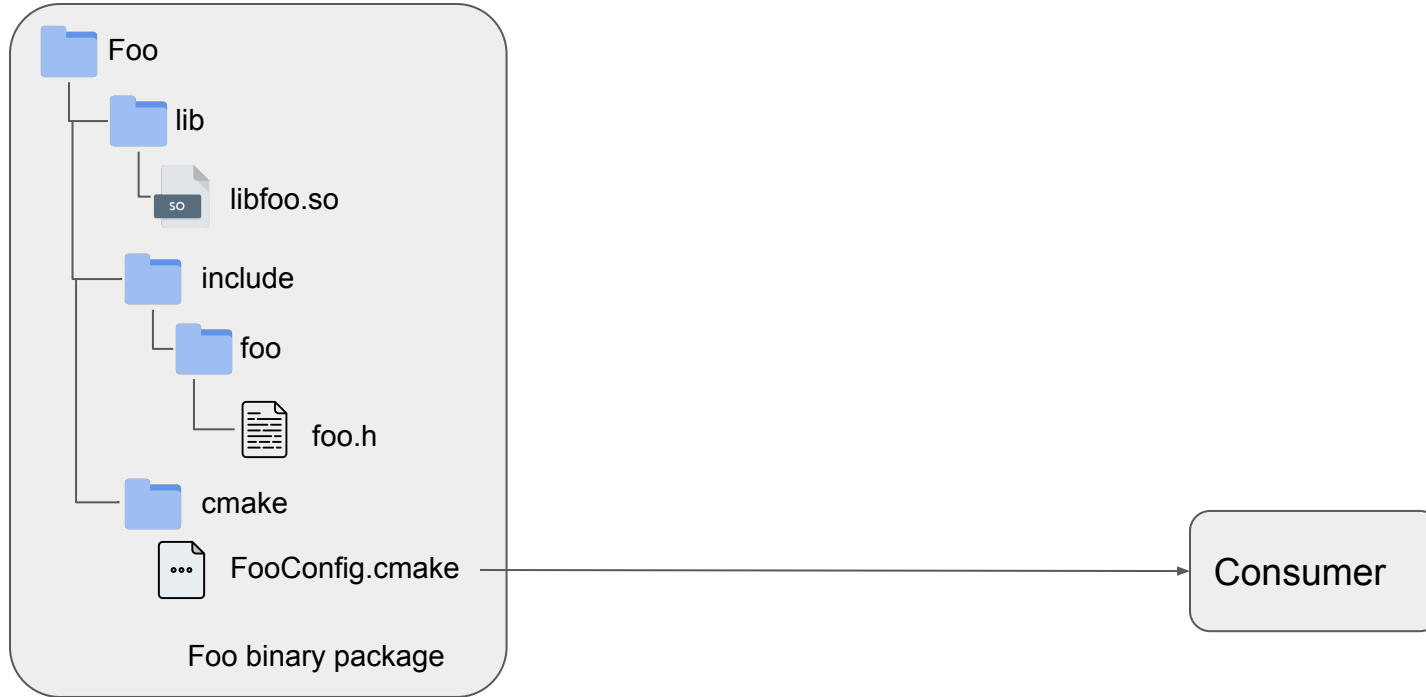 Foo
lib
SO
libfoo.so
include
foo
foo.h
cmake
FooConfig.cmake
Consumer
Foo binary package